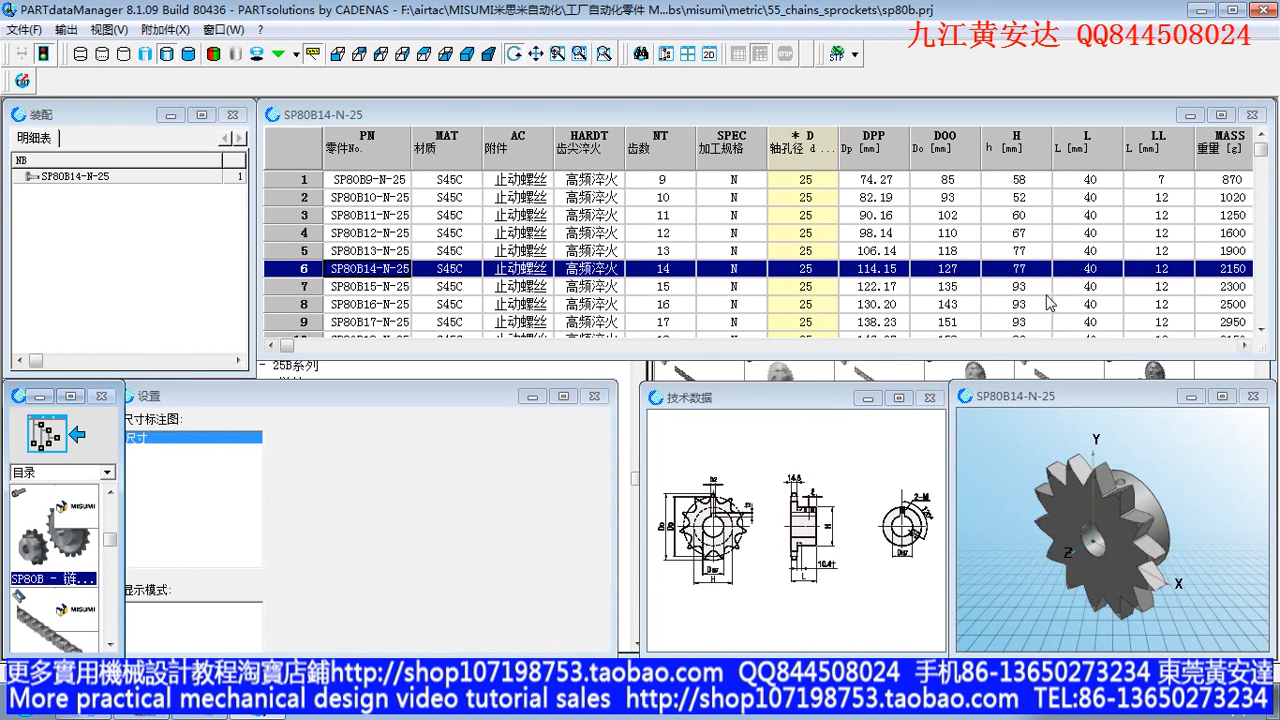 PARTdataManager 8.1.09 Build 80436 - PARTsolutions by CADENAS - F:\airtac\MISUMI米思米自动化\工厂自动化零件 M...bs\misumi\metric\55_chains_sprockets\sp80b.prj
文件(F) 输出 视图(V) 附加件(X) 窗口(W) ?
九江黄安达 QQ844508024
装配
明细表
NB
SP80B14-N-25 1
SP80B14-N-25
PN MAT AC HARDT NT SPEC * D DPP DOO H L LL MASS
零件No. 材质 附件 齿尖淬火 齿数 加工规格 轴孔径 d ... Dp [mm] Do [mm] h [mm] L [mm] L [mm] 重量 [g]
1 SP80B9-N-25 S45C 止动螺丝 高频淬火 9 N 25 74.27 85 58 40 7 870
2 SP80B10-N-25 S45C 止动螺丝 高频淬火 10 N 25 82.19 93 52 40 12 1020
3 SP80B11-N-25 S45C 止动螺丝 高频淬火 11 N 25 90.16 102 60 40 12 1250
4 SP80B12-N-25 S45C 止动螺丝 高频淬火 12 N 25 98.14 110 67 40 12 1600
5 SP80B13-N-25 S45C 止动螺丝 高频淬火 13 N 25 106.14 118 77 40 12 1900
6 SP80B14-N-25 S45C 止动螺丝 高频淬火 14 N 25 114.15 127 77 40 12 2150
7 SP80B15-N-25 S45C 止动螺丝 高频淬火 15 N 25 122.17 135 93 40 12 2300
8 SP80B16-N-25 S45C 止动螺丝 高频淬火 16 N 25 130.20 143 93 40 12 2500
9 SP80B17-N-25 S45C 止动螺丝 高频淬火 17 N 25 138.23 151 93 40 12 2950
25B系列
设置
尺寸标注图:
尺寸
目录
MISUMI
SP80B - 链...
MISUMI
显示模式:
技术数据
14.6
Do
Dp
H
L
10.4
2-M
SP80B14-N-25
Y
Z
X
更多實用機械設計教程淘寶店鋪http://shop107198753.taobao.com QQ844508024 手机86-13650273234 東莞黃安達
More practical mechanical design video tutorial sales http://shop107198753.taobao.com TEL:86-13650273234